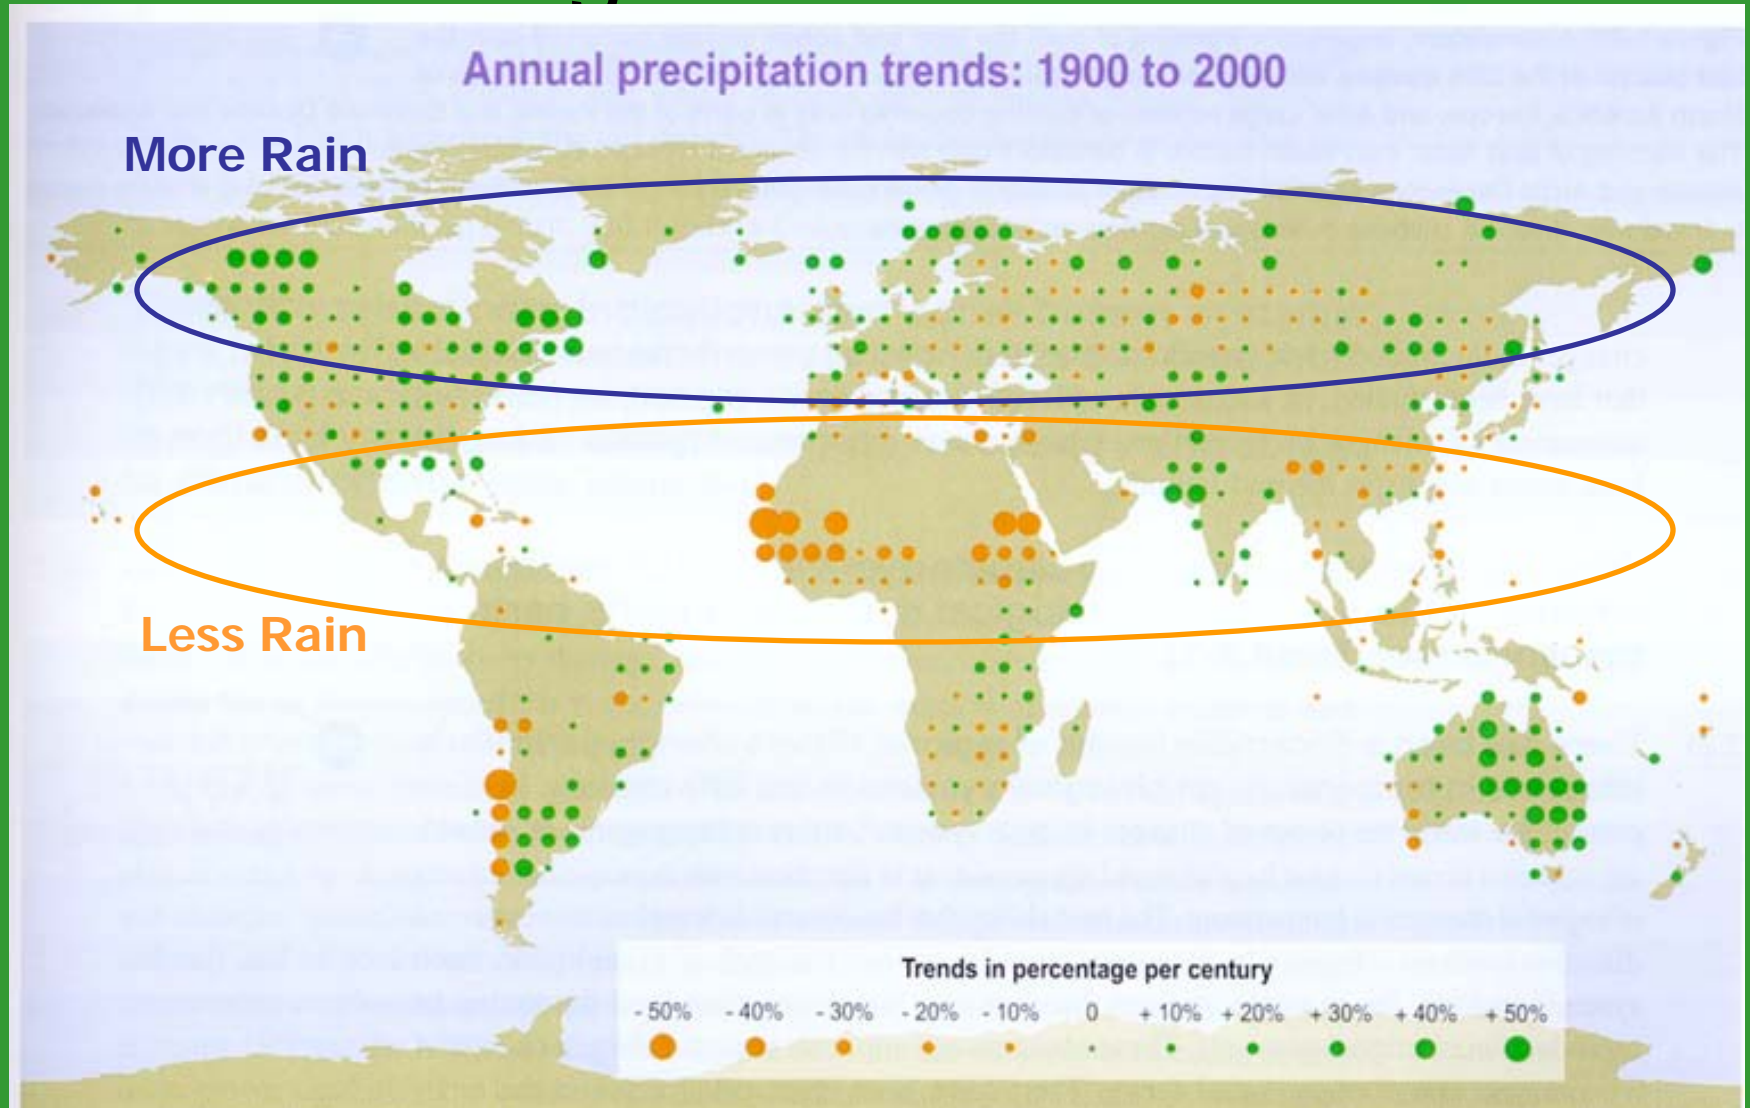 Annual precipitation trends: 1900 to 2000
More Rain
Less Rain
Trends in percentage per century
- 50% - 40% - 30% - 20% - 10% 0 + 10% + 20% + 30% + 40% + 50%